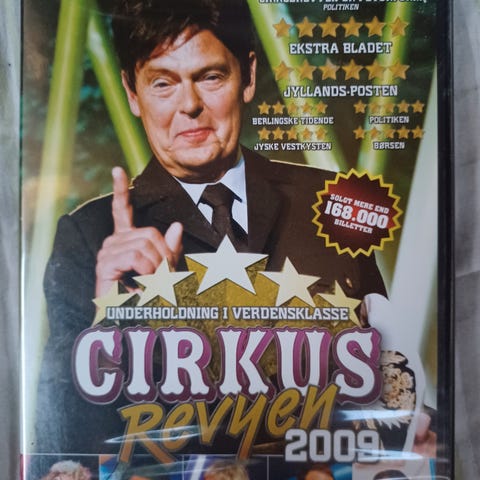 POLITIKEN
EKSTRA BLADET
JYLLANDS-POSTEN
BERLINGSKE TIDENDE
POLITIKEN
JYSKE VESTKYSTEN
BØRSEN
SOLGT MERE END
168.000
BILLETTER
UNDERHOLDNING I VERDENSKLASSE
CIRKUS
Revyen
2009